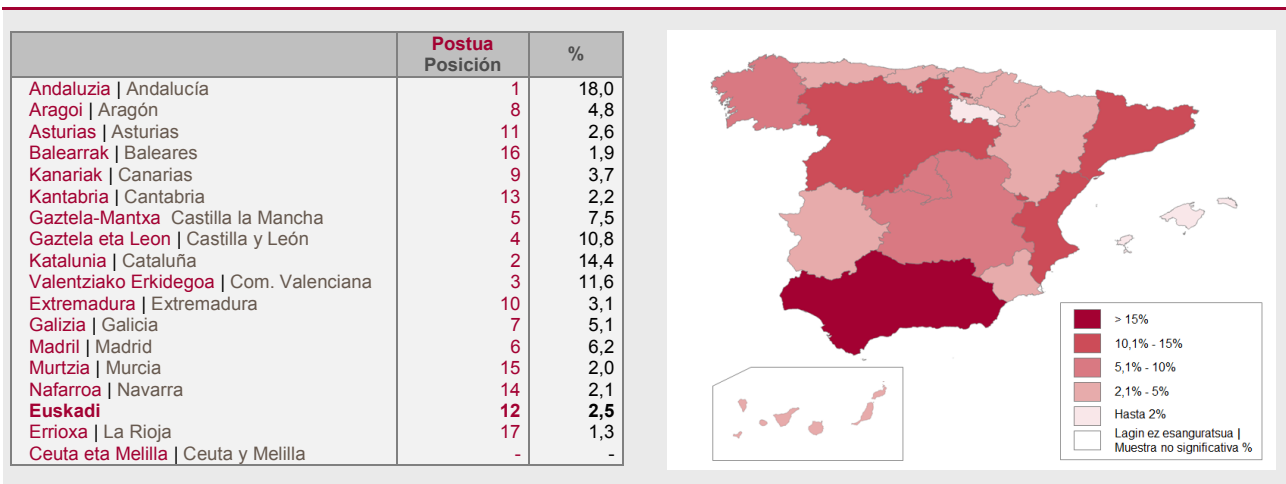 Postua %
Posición
Andaluzia | Andalucía 1 18,0
Aragoi | Aragón 8 4,8
Asturias | Asturias 11 2,6
Balearrak | Baleares 16 1,9
Kanariak | Canarias 9 3,7
Kantabria | Cantabria 13 2,2
Gaztela-Mantxa Castilla la Mancha 5 7,5
Gaztela eta Leon | Castilla y León 4 10,8
Katalunia | Cataluña 2 14,4
Valentziako Erkidegoa | Com. Valenciana 3 11,6
Extremadura | Extremadura 10 3,1
Galizia | Galicia 7 5,1
Madril | Madrid 6 6,2
Murtzia | Murcia 15 2,0
Nafarroa | Navarra 14 2,1
Euskadi 12 2,5
Errioxa | La Rioja 17 1,3
Ceuta eta Melilla | Ceuta y Melilla - -
> 15%
10,1% - 15%
5,1% - 10%
2,1% - 5%
Hasta 2%
Lagin ez esanguratsua |
Muestra no significativa %